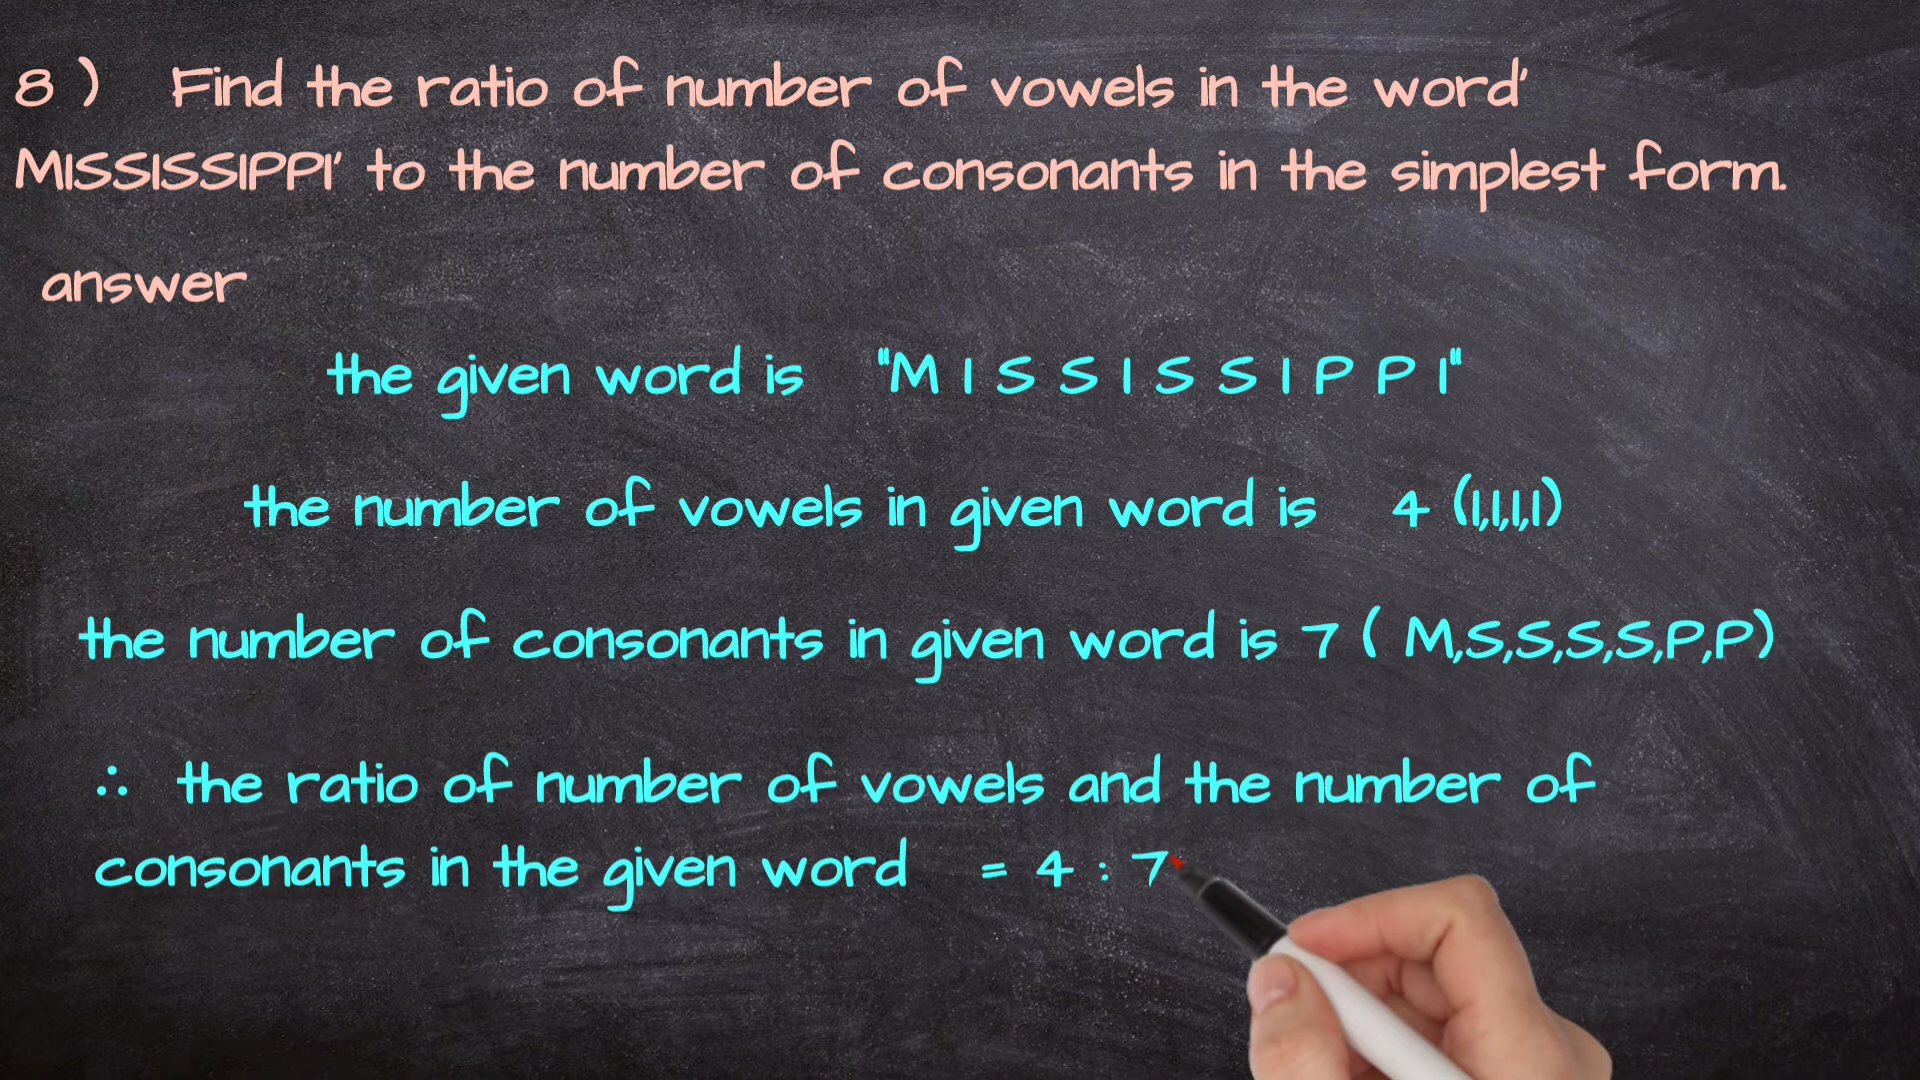 8 ) Find the ratio of number of vowels in the word'
MISSISSIPPI' to the number of consonants in the simplest form.
answer
the given word is "M I S S I S S I P P I"
the number of vowels in given word is 4 (I,I,I,I)
the number of consonants in given word is 7 ( M,S,S,S,S,P,P)
∴ the ratio of number of vowels and the number of
consonants in the given word = 4 : 7